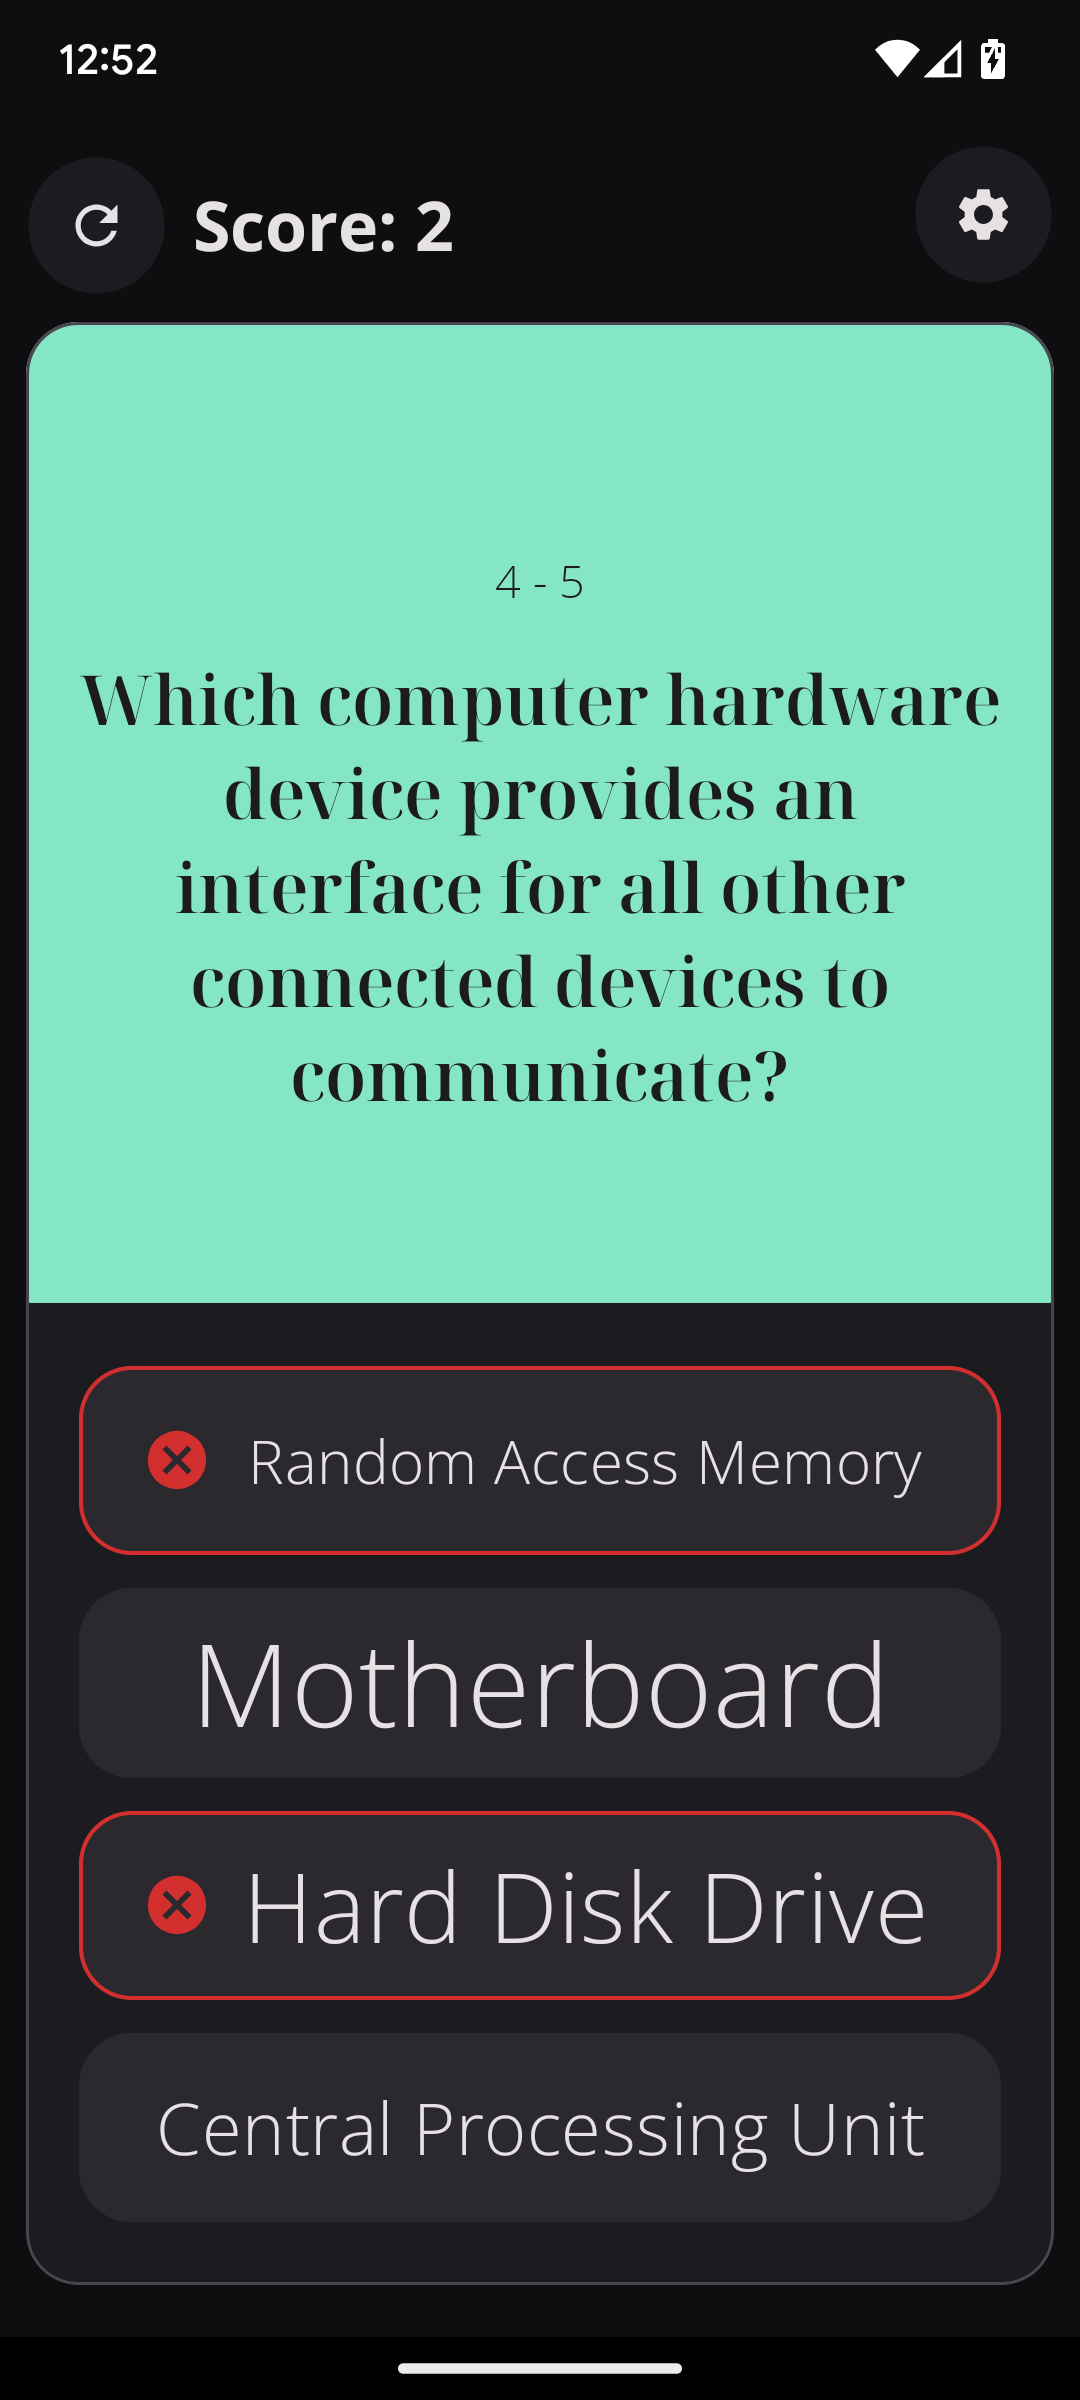 12:52
Score: 2
4 - 5
Which computer hardware
device provides an
interface for all other
connected devices to
communicate?
Random Access Memory
Motherboard
Hard Disk Drive
Central Processing Unit